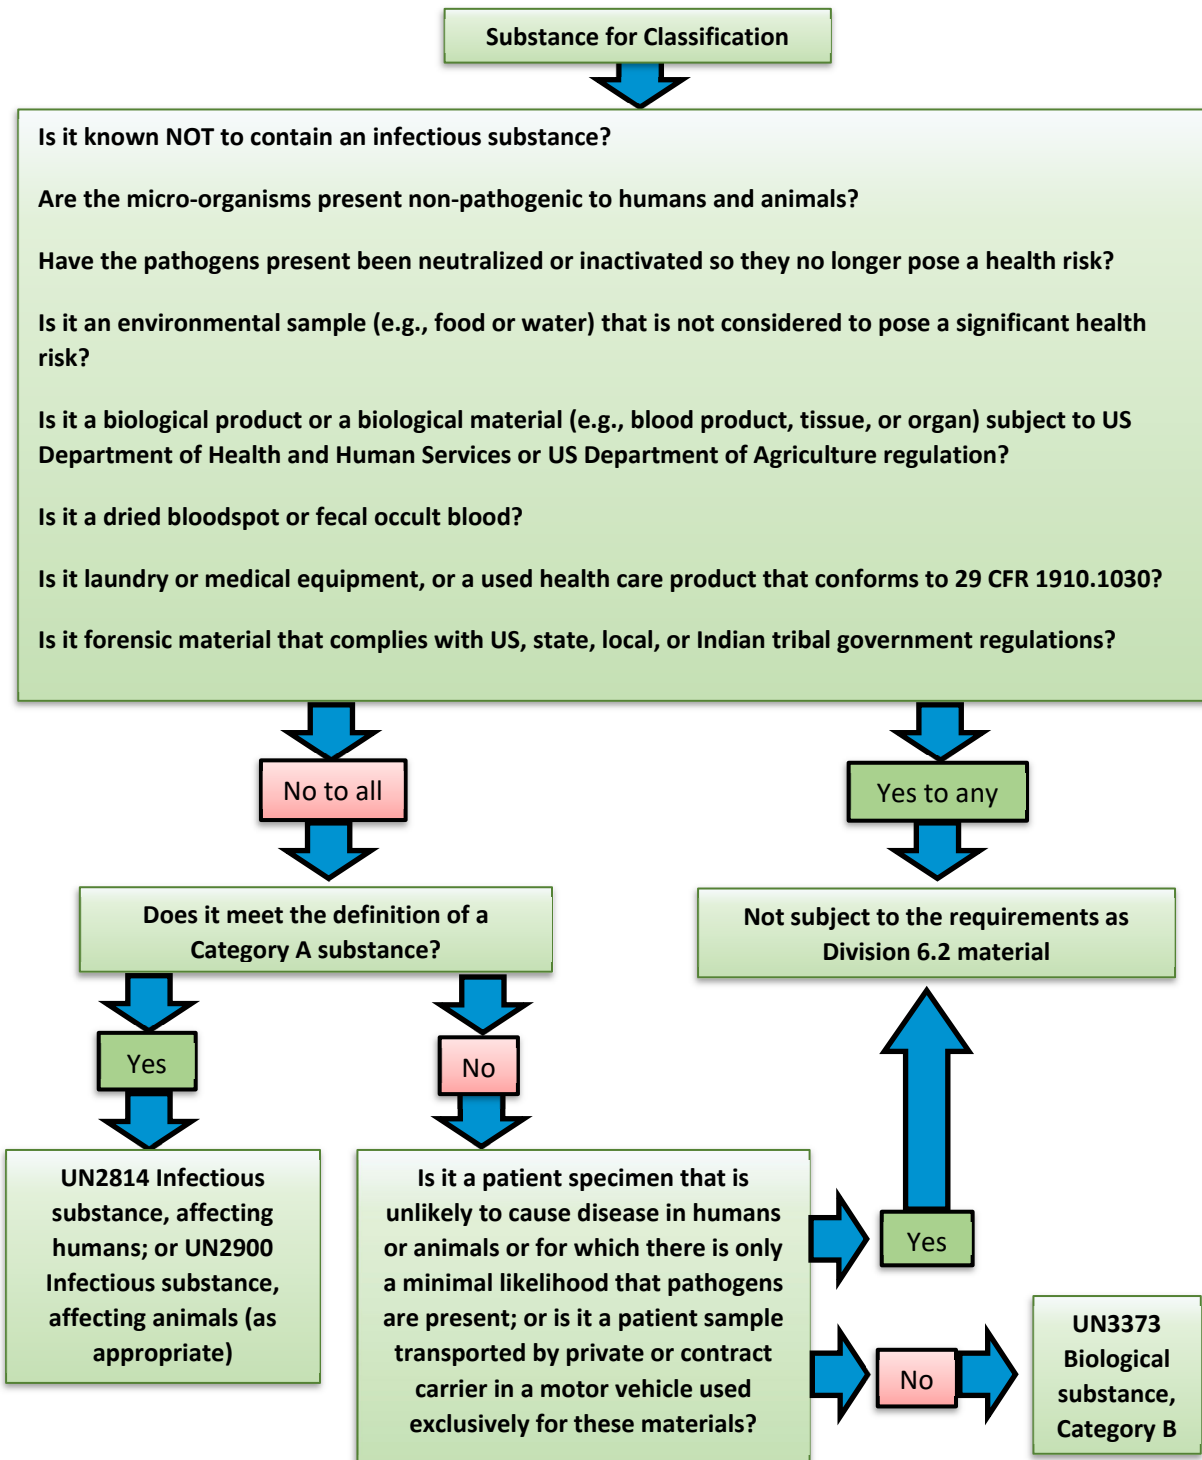 Substance for Classification
Is it known NOT to contain an infectious substance?
Are the micro-organisms present non-pathogenic to humans and animals?
Have the pathogens present been neutralized or inactivated so they no longer pose a health risk?
Is it an environmental sample (e.g., food or water) that is not considered to pose a significant health
risk?
Is it a biological product or a biological material (e.g., blood product, tissue, or organ) subject to US
Department of Health and Human Services or US Department of Agriculture regulation?
Is it a dried bloodspot or fecal occult blood?
Is it laundry or medical equipment, or a used health care product that conforms to 29 CFR 1910.1030?
Is it forensic material that complies with US, state, local, or Indian tribal government regulations?
No to all
Yes to any
Does it meet the definition of a
Category A substance?
Not subject to the requirements as
Division 6.2 material
Yes
No
UN2814 Infectious
substance, affecting
humans; or UN2900
Infectious substance,
affecting animals (as
appropriate)
Is it a patient specimen that is
unlikely to cause disease in humans
or animals or for which there is only
a minimal likelihood that pathogens
are present; or is it a patient sample
transported by private or contract
carrier in a motor vehicle used
exclusively for these materials?
Yes
No
UN3373
Biological
substance,
Category B